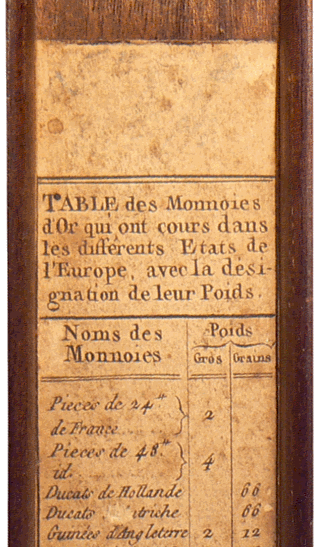 TABLE des Monnoies
d'Or qui ont cours dans
les différents Etats de
l'Europe, avec la dési-
gnation de leur Poids.
Noms des Monnoies Poids
Gros Grains
Pieces de 24# de France 2
Pieces de 48# id. 4
Ducats de Hollande 66
Ducats triche 66
Guinées d'Angleterre 2 12